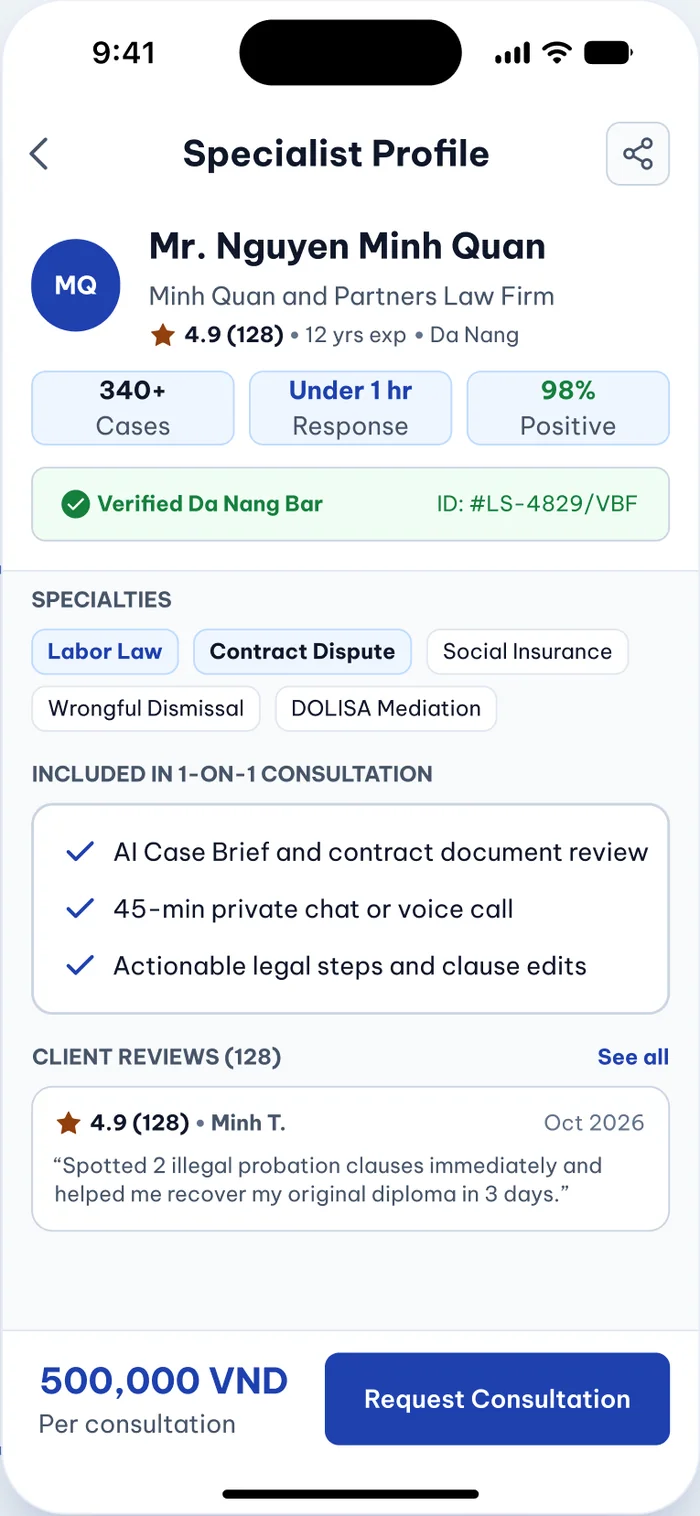 9:41
Specialist Profile
MQ
Mr. Nguyen Minh Quan
Minh Quan and Partners Law Firm
4.9 (128) • 12 yrs exp • Da Nang
340+
Cases
Under 1 hr
Response
98%
Positive
Verified Da Nang Bar
ID: #LS-4829/VBF
SPECIALTIES
Labor Law
Contract Dispute
Social Insurance
Wrongful Dismissal
DOLISA Mediation
INCLUDED IN 1-ON-1 CONSULTATION
AI Case Brief and contract document review
45-min private chat or voice call
Actionable legal steps and clause edits
CLIENT REVIEWS (128)
See all
4.9 (128) • Minh T.
Oct 2026
“Spotted 2 illegal probation clauses immediately and
helped me recover my original diploma in 3 days.”
500,000 VND
Per consultation
Request Consultation